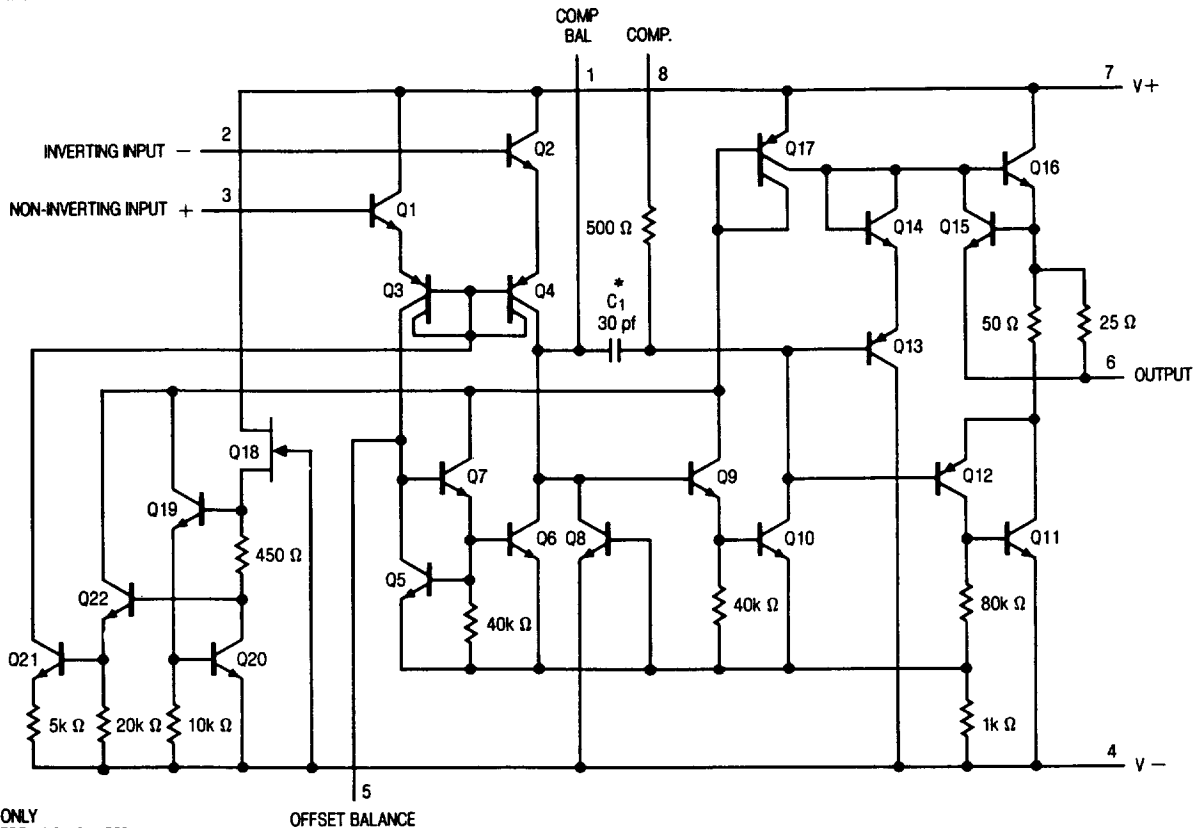 COMP
BAL
COMP.
1
8
7
V+
2
INVERTING INPUT −
Q2
Q17
Q16
3
NON-INVERTING INPUT +
Q1
500 Ω
Q14
Q15
Q3
Q4
*
C1
30 pf
50 Ω
25 Ω
Q13
6
OUTPUT
Q18
Q7
Q9
Q12
Q19
450 Ω
Q6
Q8
Q10
Q11
Q5
Q22
40k Ω
40k Ω
80k Ω
Q21
Q20
5k Ω
20k Ω
10k Ω
1k Ω
4
V −
5
ONLY
OFFSET BALANCE